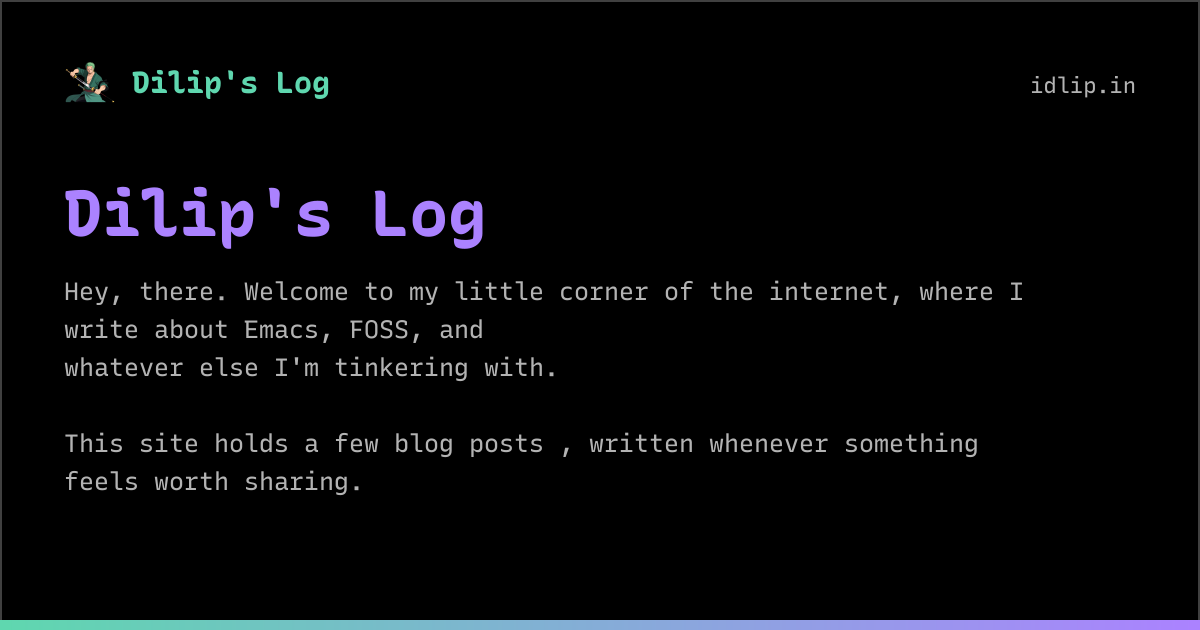 Dilip's Log
idlip.in
Dilip's Log
Hey, there. Welcome to my little corner of the internet, where I
write about Emacs, FOSS, and
whatever else I'm tinkering with.
This site holds a few blog posts , written whenever something
feels worth sharing.